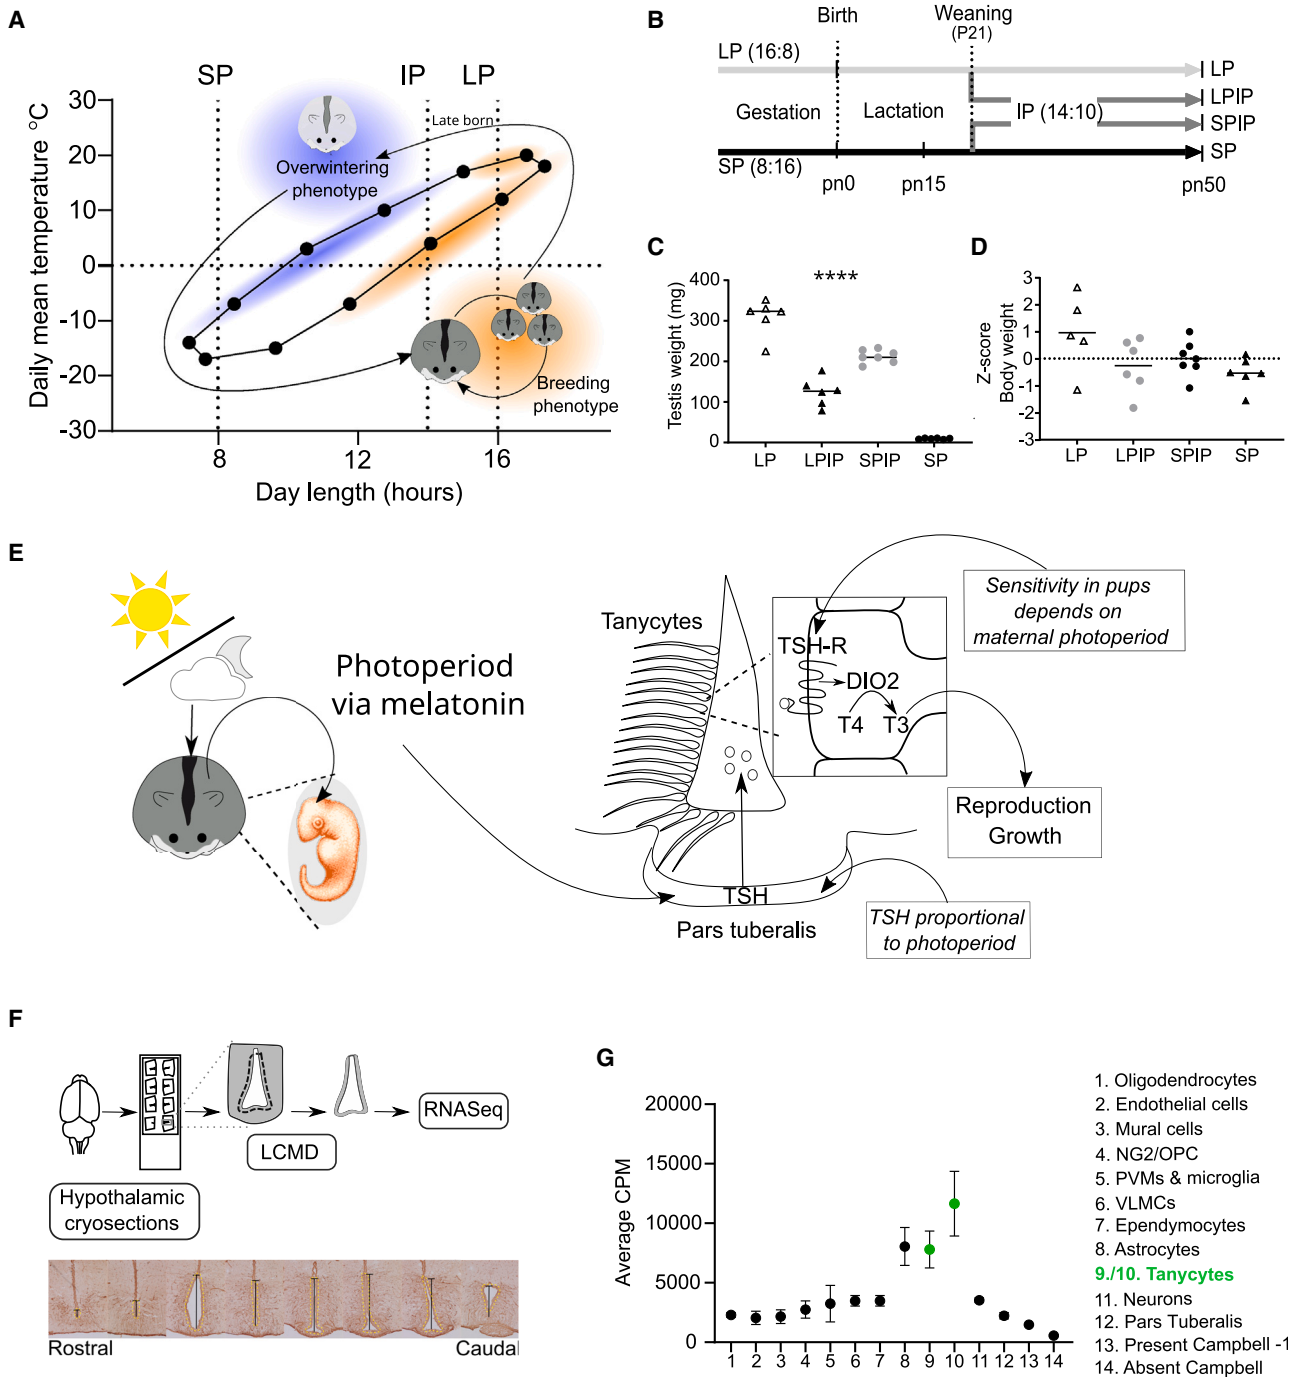 A
SP
IP
LP
Late born
Overwintering
phenotype
Breeding
phenotype
30
20
10
0
-10
-20
-30
Daily mean temperature °C
8
12
16
Day length (hours)
B
Birth
Weaning
(P21)
LP (16:8)
LP
LPIP
Gestation
Lactation
IP (14:10)
SPIP
SP (8:16)
SP
pn0
pn15
pn50
C
****
400
300
200
100
0
Testis weight (mg)
LP
LPIP
SPIP
SP
D
3
2
1
0
-1
-2
-3
Z-score
Body weight
LP
LPIP
SPIP
SP
E
Photoperiod
via melatonin
Tanycytes
TSH-R
DIO2
T4
T3
Sensitivity in pups
depends on
maternal photoperiod
Reproduction
Growth
TSH
Pars tuberalis
TSH proportional
to photoperiod
F
Hypothalamic
cryosections
LCMD
RNASeq
Rostral
Caudal
G
20000
15000
10000
5000
0
Average CPM
1 2 3 4 5 6 7 8 9 10 11 12 13 14
1. Oligodendrocytes
2. Endothelial cells
3. Mural cells
4. NG2/OPC
5. PVMs & microglia
6. VLMCs
7. Ependymocytes
8. Astrocytes
9./10. Tanycytes
11. Neurons
12. Pars Tuberalis
13. Present Campbell -1
14. Absent Campbell